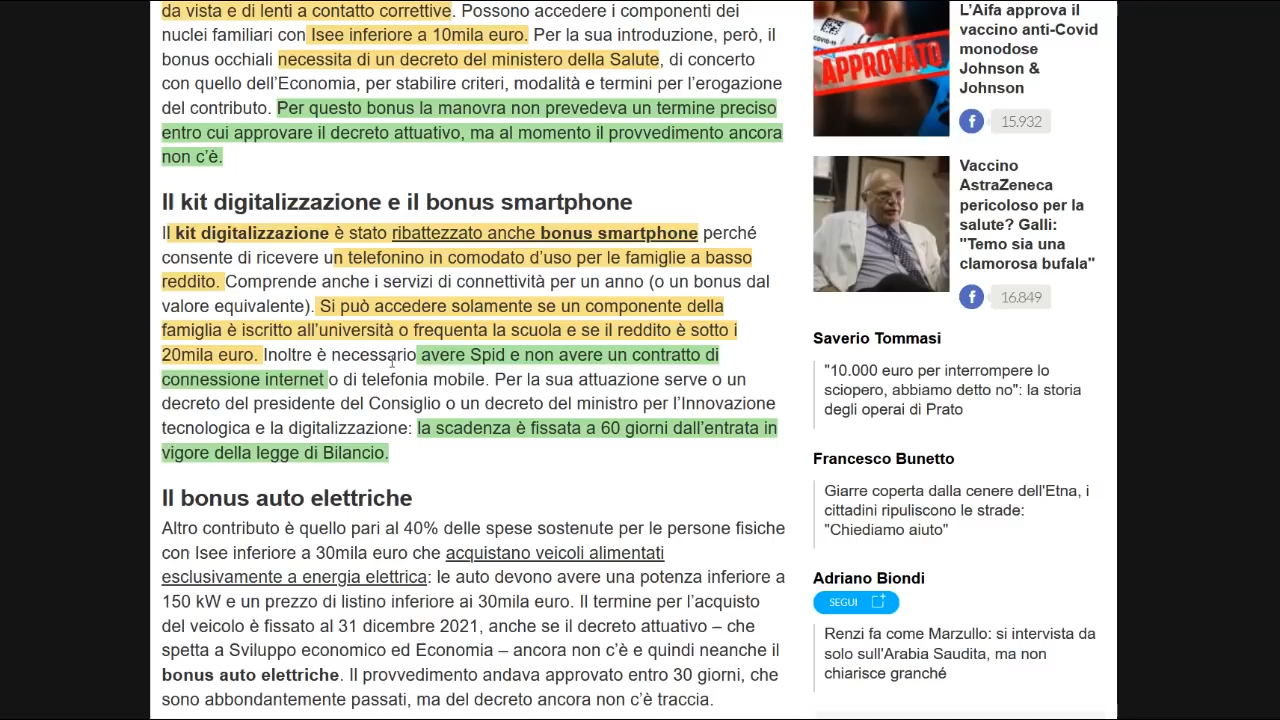 da vista e di lenti a contatto correttive. Possono accedere i componenti dei
nuclei familiari con Isee inferiore a 10mila euro. Per la sua introduzione, però, il
bonus occhiali necessita di un decreto del ministero della Salute, di concerto
con quello dell'Economia, per stabilire criteri, modalità e termini per l'erogazione
del contributo. Per questo bonus la manovra non prevedeva un termine preciso
entro cui approvare il decreto attuativo, ma al momento il provvedimento ancora
non c'è.
Il kit digitalizzazione e il bonus smartphone
Il kit digitalizzazione è stato ribattezzato anche bonus smartphone perché
consente di ricevere un telefonino in comodato d'uso per le famiglie a basso
reddito. Comprende anche i servizi di connettività per un anno (o un bonus dal
valore equivalente). Si può accedere solamente se un componente della
famiglia è iscritto all'università o frequenta la scuola e se il reddito è sotto i
20mila euro. Inoltre è necessario avere Spid e non avere un contratto di
connessione internet o di telefonia mobile. Per la sua attuazione serve o un
decreto del presidente del Consiglio o un decreto del ministro per l'Innovazione
tecnologica e la digitalizzazione: la scadenza è fissata a 60 giorni dall'entrata in
vigore della legge di Bilancio.
Il bonus auto elettriche
Altro contributo è quello pari al 40% delle spese sostenute per le persone fisiche
con Isee inferiore a 30mila euro che acquistano veicoli alimentati
esclusivamente a energia elettrica: le auto devono avere una potenza inferiore a
150 kW e un prezzo di listino inferiore ai 30mila euro. Il termine per l'acquisto
del veicolo è fissato al 31 dicembre 2021, anche se il decreto attuativo – che
spetta a Sviluppo economico ed Economia – ancora non c'è e quindi neanche il
bonus auto elettriche. Il provvedimento andava approvato entro 30 giorni, che
sono abbondantemente passati, ma del decreto ancora non c'è traccia.
APPROVATO
L'Aifa approva il
vaccino anti-Covid
monodose
Johnson &
Johnson
f 15.932
Vaccino
AstraZeneca
pericoloso per la
salute? Galli:
"Temo sia una
clamorosa bufala"
f 16.849
Saverio Tommasi
"10.000 euro per interrompere lo
sciopero, abbiamo detto no": la storia
degli operai di Prato
Francesco Bunetto
Giarre coperta dalla cenere dell'Etna, i
cittadini ripuliscono le strade:
"Chiediamo aiuto"
Adriano Biondi
SEGUI
Renzi fa come Marzullo: si intervista da
solo sull'Arabia Saudita, ma non
chiarisce granché